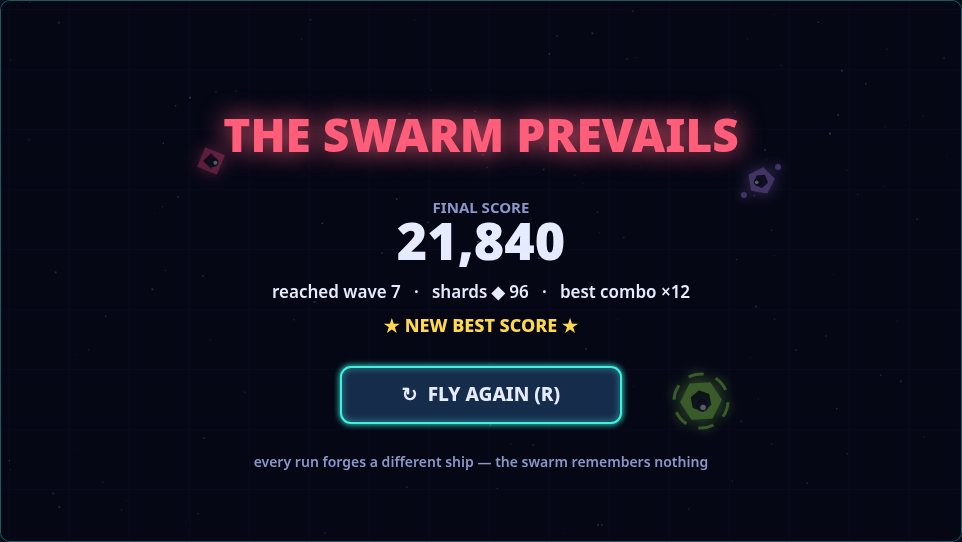 THE SWARM PREVAILS
FINAL SCORE
21,840
reached wave 7 · shards ◆ 96 · best combo ×12
★ NEW BEST SCORE ★
↻ FLY AGAIN (R)
every run forges a different ship — the swarm remembers nothing